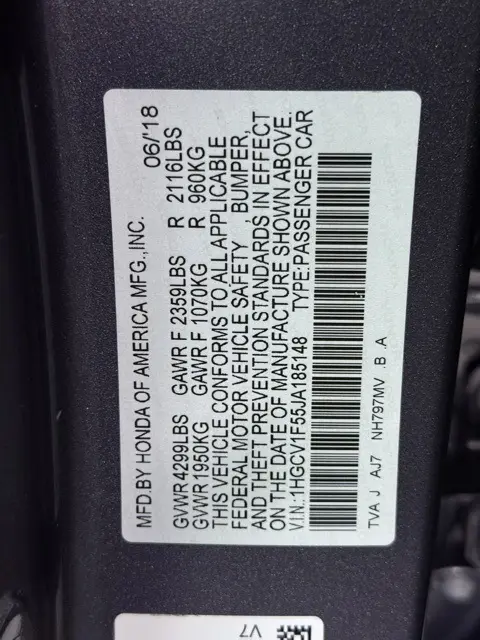 MFD. BY HONDA OF AMERICA MFG.,INC. 06/'18
GVWR 4299LBS GAWR F 2359LBS R 2116LBS
GVWR 1950KG GAWR F 1070KG R 960KG
THIS VEHICLE CONFORMS TO ALL APPLICABLE
FEDERAL MOTOR VEHICLE SAFETY , BUMPER,
AND THEFT PREVENTION STANDARDS IN EFFECT
ON THE DATE OF MANUFACTURE SHOWN ABOVE.
V.I.N.:1HGCV1F55JA185148 TYPE:PASSENGER CAR
TVA J AJ7 NH797MV .B .A
V7